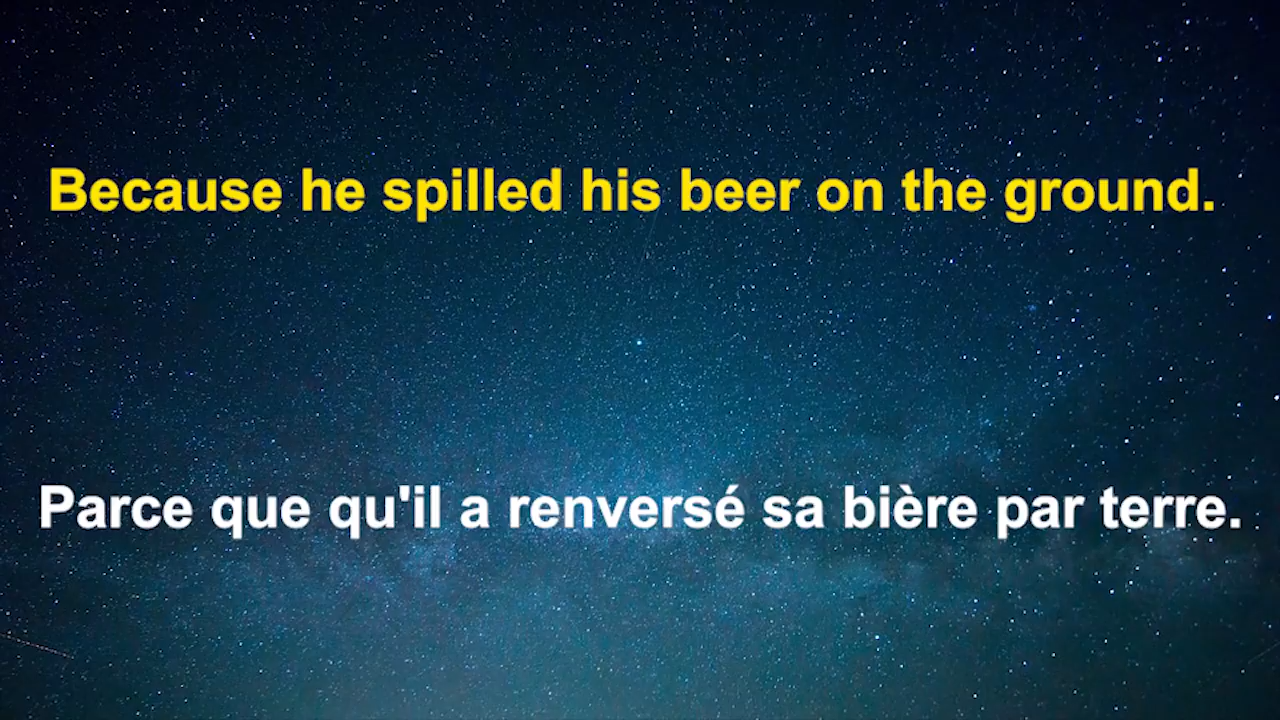 Because he spilled his beer on the ground.
Parce que qu'il a renversé sa bière par terre.